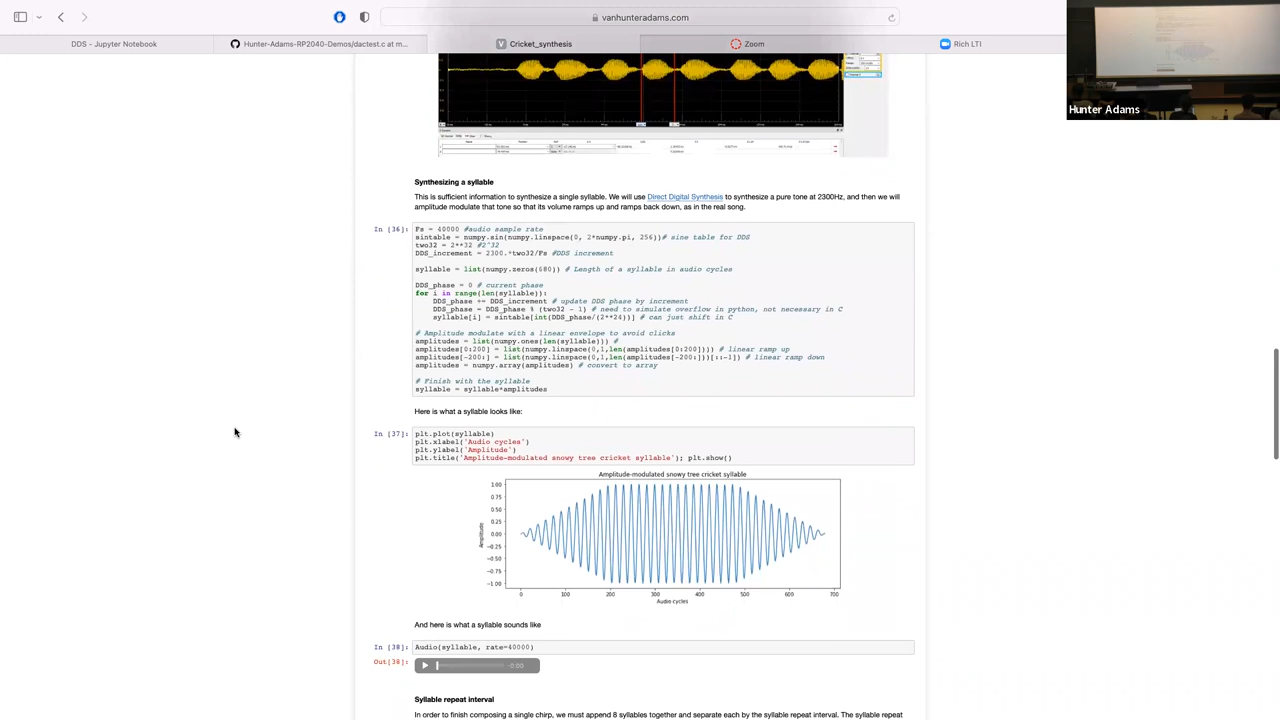 vanhunteradams.com
DDS - Jupyter Notebook
Hunter-Adams-RP2040-Demos/dactest.c at m...
Cricket_synthesis
Zoom
Rich LTI
Hunter Adams
Synthesizing a syllable
This is sufficient information to synthesize a single syllable. We will use Direct Digital Synthesis to synthesize a pure tone at 2300Hz, and then we will
amplitude modulate that tone so that its volume ramps up and ramps back down, as in the real song.
In [36]:
Fs = 40000 #audio sample rate
sintable = numpy.sin(numpy.linspace(0, 2*numpy.pi, 256))# sine table for DDS
two32 = 2**32 #2^32
DDS_increment = 2300.*two32/Fs #DDS increment
syllable = list(numpy.zeros(680)) # Length of a syllable in audio cycles
DDS_phase = 0 # current phase
for i in range(len(syllable)):
DDS_phase += DDS_increment # update DDS phase by increment
DDS_phase = DDS_phase % (two32 - 1) # need to simulate overflow in python, not necessary in C
syllable[i] = sintable[int(DDS_phase/(2**24))] # can just shift in C
# Amplitude modulate with a linear envelope to avoid clicks
amplitudes = list(numpy.ones(len(syllable))) #
amplitudes[0:200] = list(numpy.linspace(0,1,len(amplitudes[0:200]))) # linear ramp up
amplitudes[-200:] = list(numpy.linspace(0,1,len(amplitudes[-200:]))[::-1]) # linear ramp down
amplitudes = numpy.array(amplitudes) # convert to array
# Finish with the syllable
syllable = syllable*amplitudes
Here is what a syllable looks like:
In [37]:
plt.plot(syllable)
plt.xlabel('Audio cycles')
plt.ylabel('Amplitude')
plt.title('Amplitude-modulated snowy tree cricket syllable'); plt.show()
Amplitude-modulated snowy tree cricket syllable
1.00
0.75
0.50
0.25
0.00
−0.25
−0.50
−0.75
−1.00
Amplitude
0 100 200 300 400 500 600 700
Audio cycles
And here is what a syllable sounds like
In [38]:
Audio(syllable, rate=40000)
Out[38]:
-0:00
Syllable repeat interval
In order to finish composing a single chirp, we must append 8 syllables together and separate each by the syllable repeat interval. The syllable repeat